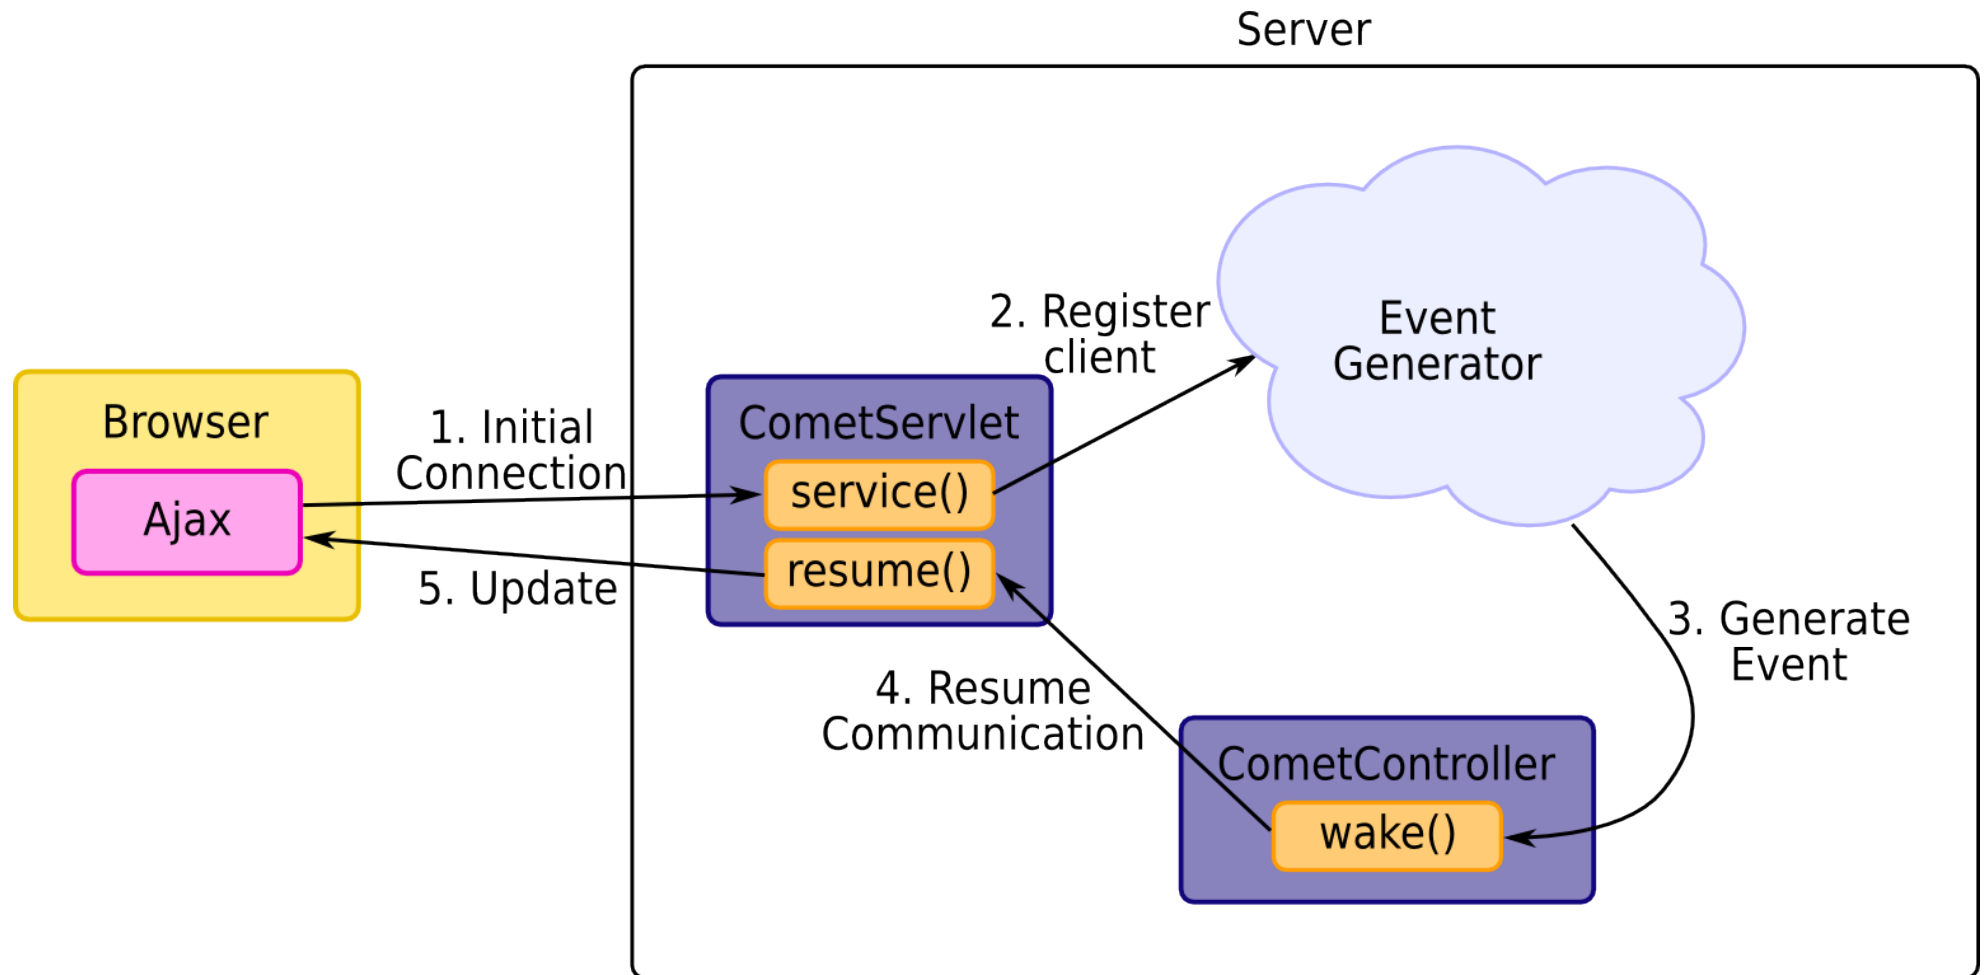 Server
Browser
Ajax
1. Initial
Connection
5. Update
CometServlet
service()
resume()
2. Register
client
Event
Generator
3. Generate
Event
4. Resume
Communication
CometController
wake()